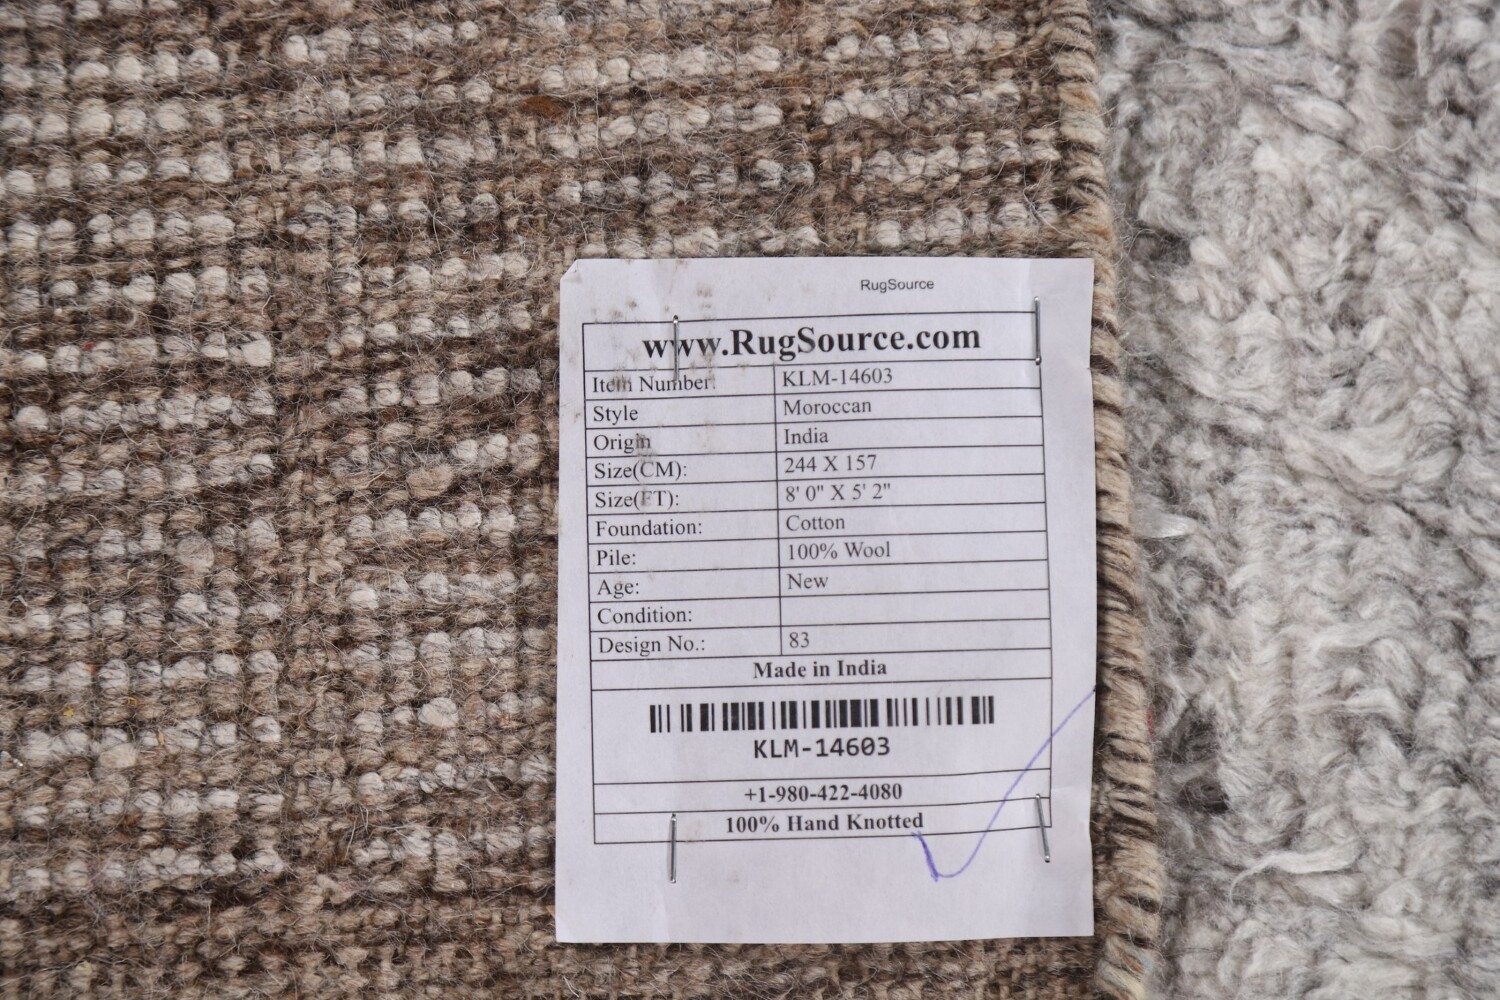 RugSource
www.RugSource.com
Item Number: KLM-14603
Style Moroccan
Origin India
Size(CM): 244 X 157
Size(FT): 8' 0" X 5' 2"
Foundation: Cotton
Pile: 100% Wool
Age: New
Condition:
Design No.: 83
Made in India
KLM-14603
+1-980-422-4080
100% Hand Knotted